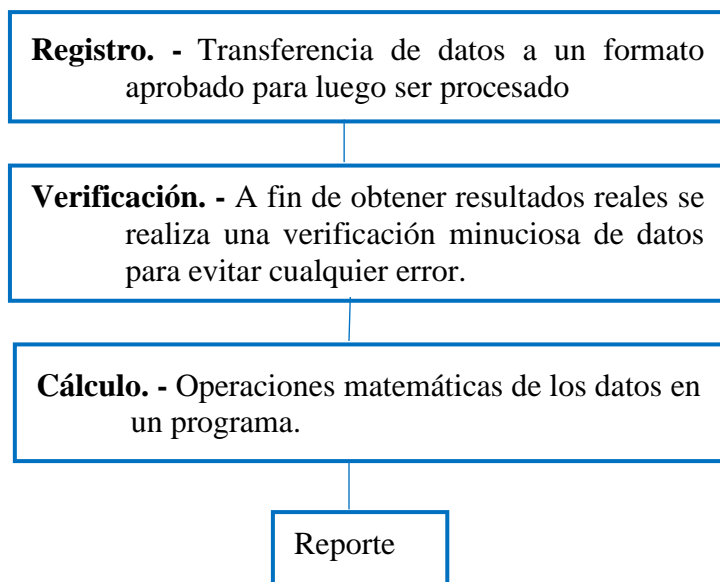 Registro. - Transferencia de datos a un formato
aprobado para luego ser procesado
Verificación. - A fin de obtener resultados reales se
realiza una verificación minuciosa de datos
para evitar cualquier error.
Cálculo. - Operaciones matemáticas de los datos en
un programa.
Reporte